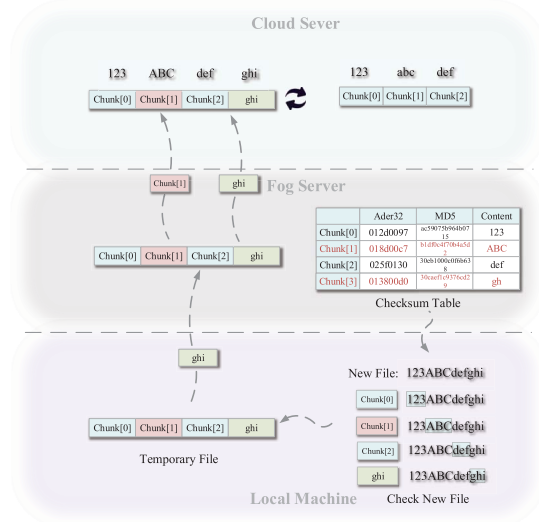 Cloud Sever
123 ABC def ghi
123 abc def
Chunk[0] Chunk[1] Chunk[2] ghi
Chunk[0] Chunk[1] Chunk[2]
Chunk[1] ghi
Fog Server
Chunk[0] Chunk[1] Chunk[2] ghi
Ader32 MD5 Content
Chunk[0] 012d0097 ac59075b964b0715 123
Chunk[1] 018d00c7 ABC
Chunk[2] 025f0130 def
Chunk[3] 013800d0 gh
Checksum Table
ghi
New File: 123ABCdefghi
Chunk[0] 123ABCdefghi
Chunk[1] 123ABCdefghi
Chunk[2] 123ABCdefghi
ghi 123ABCdefghi
Chunk[0] Chunk[1] Chunk[2] ghi
Temporary File
Check New File
Local Machine